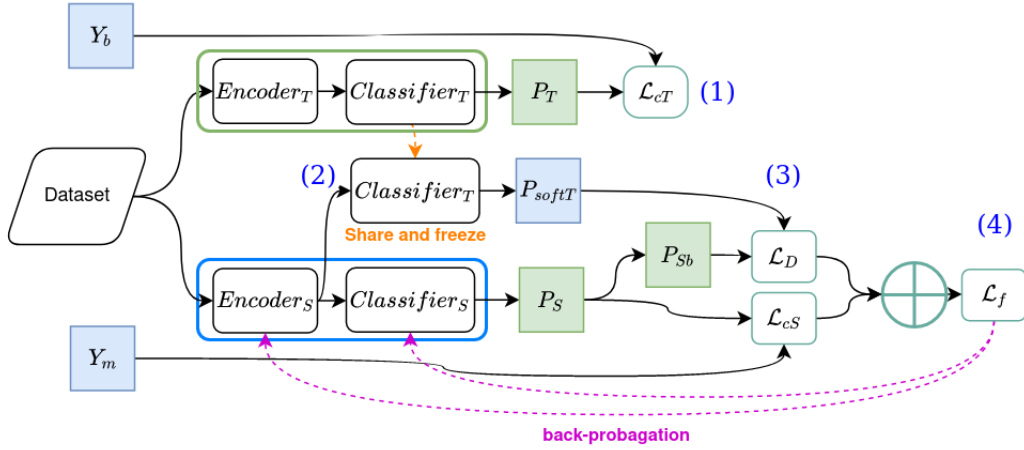 Y_b
Encoder_T
Classifier_T
P_T
ℒ_cT
(1)
Dataset
(2)
Classifier_T
P_softT
(3)
Share and freeze
P_Sb
ℒ_D
(4)
Encoder_S
Classifier_S
P_S
ℒ_cS
ℒ_f
Y_m
back-probagation